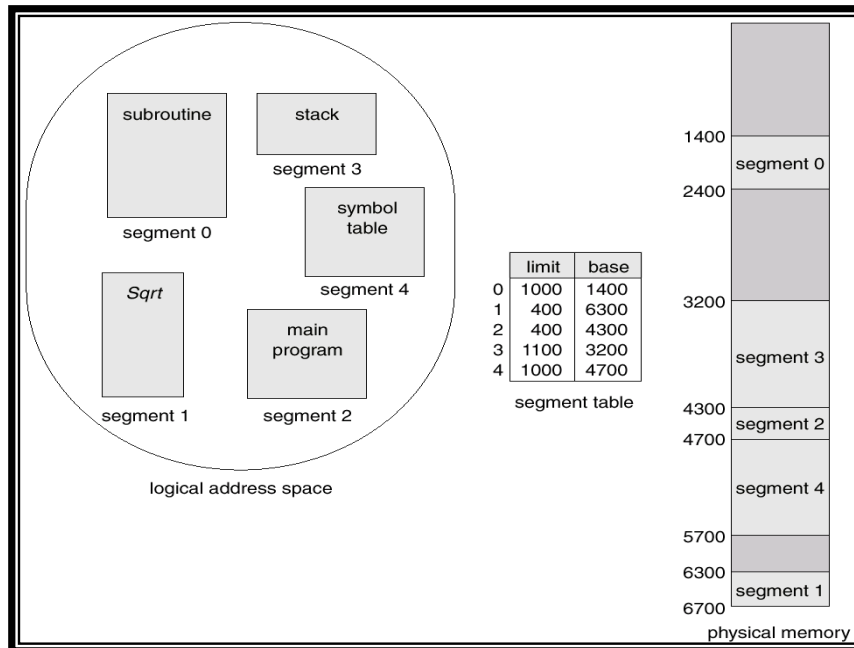 subroutine
segment 0
stack
segment 3
symbol
table
segment 4
Sqrt
segment 1
main
program
segment 2
logical address space
limit base
0 1000 1400
1 400 6300
2 400 4300
3 1100 3200
4 1000 4700
segment table
1400
segment 0
2400
3200
segment 3
4300
segment 2
4700
segment 4
5700
6300
segment 1
6700
physical memory